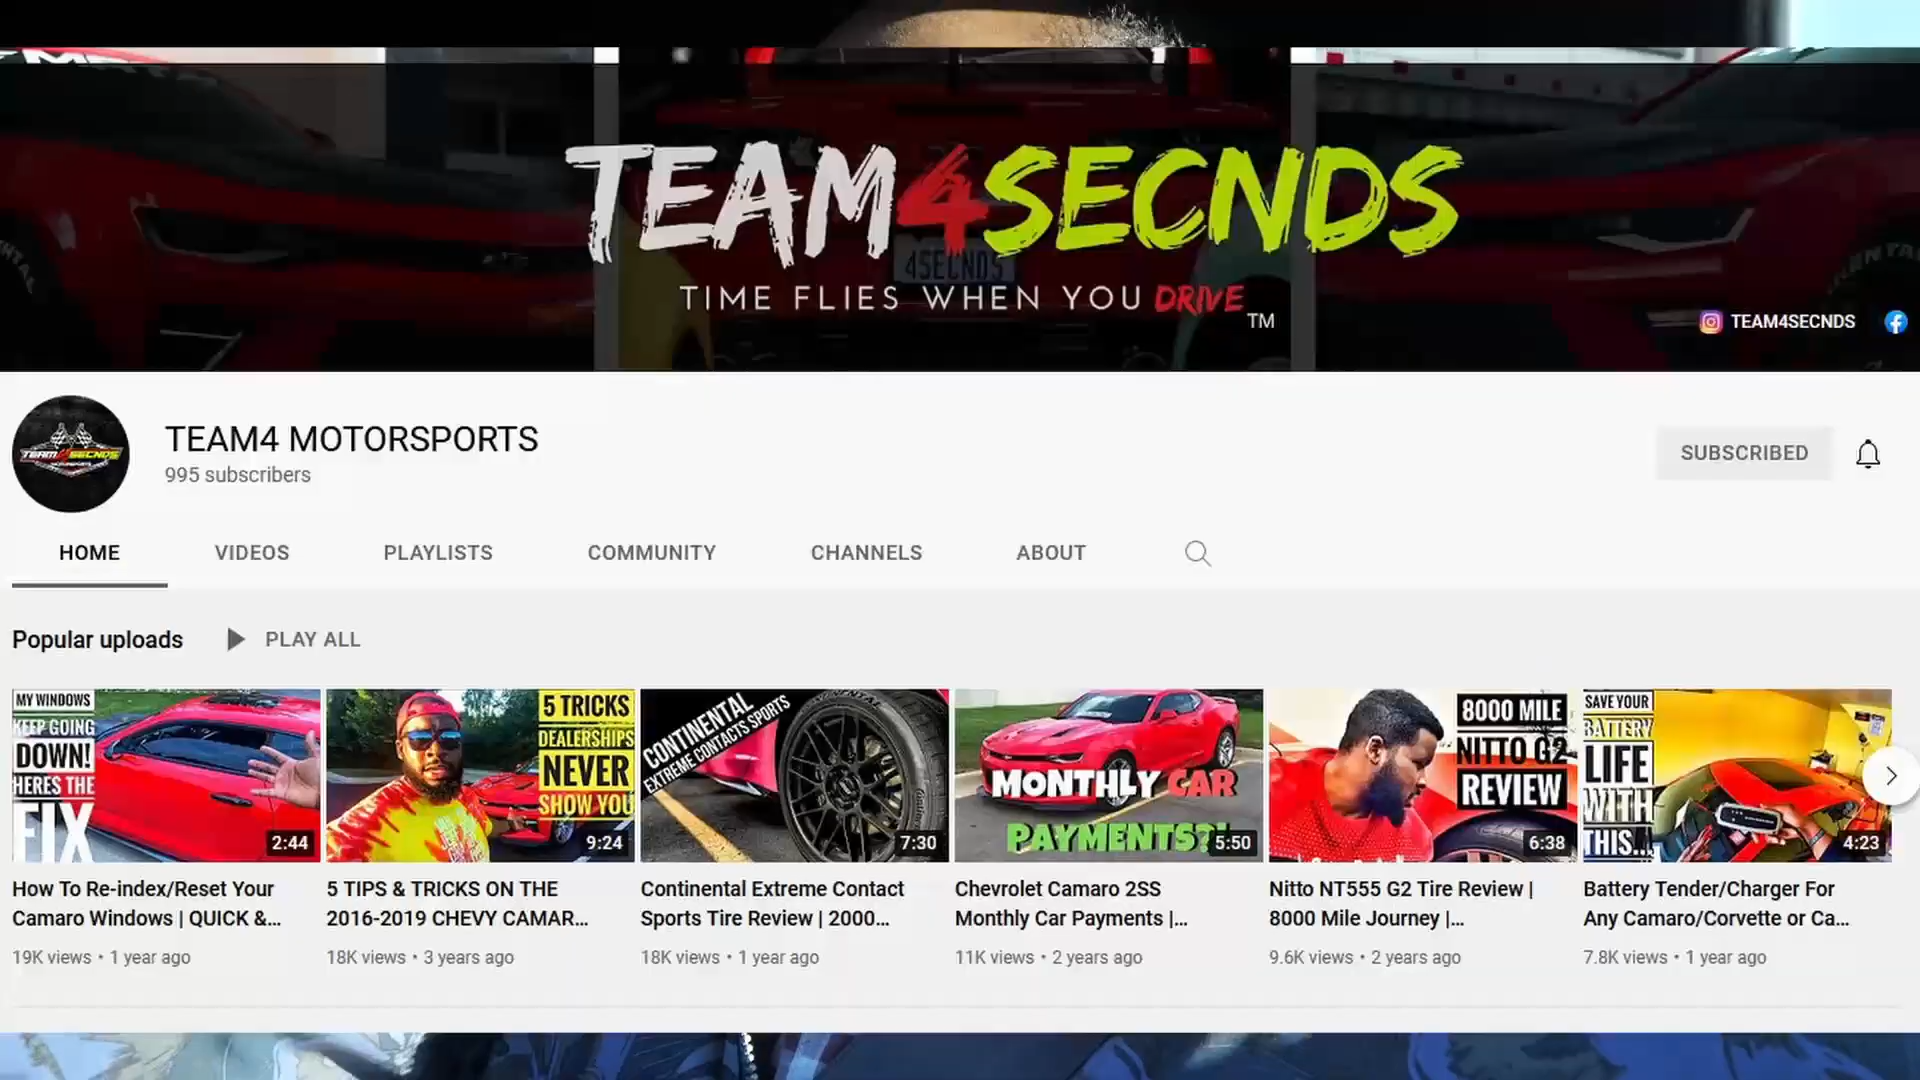 TEAM4SECNDS
4SECNDS
TIME FLIES WHEN YOU DRIVE
TM
TEAM4SECNDS
TEAM4SECNDS
TEAM4 MOTORSPORTS
995 subscribers
SUBSCRIBED
HOME VIDEOS PLAYLISTS COMMUNITY CHANNELS ABOUT
Popular uploads PLAY ALL
MY WINDOWS
KEEP GOING
DOWN!
HERES THE
FIX
2:44
5 TRICKS
DEALERSHIPS
NEVER
SHOW YOU
9:24
CONTINENTAL
EXTREME CONTACTS SPORTS
7:30
MONTHLY CAR
PAYMENTS?!
5:50
8000 MILE
NITTO G2
REVIEW
6:38
SAVE YOUR
BATTERY
LIFE
WITH
THIS...
4:23
How To Re-index/Reset Your
Camaro Windows | QUICK &...
19K views • 1 year ago
5 TIPS & TRICKS ON THE
2016-2019 CHEVY CAMAR...
18K views • 3 years ago
Continental Extreme Contact
Sports Tire Review | 2000...
18K views • 1 year ago
Chevrolet Camaro 2SS
Monthly Car Payments |...
11K views • 2 years ago
Nitto NT555 G2 Tire Review |
8000 Mile Journey |...
9.6K views • 2 years ago
Battery Tender/Charger For
Any Camaro/Corvette or Ca...
7.8K views • 1 year ago